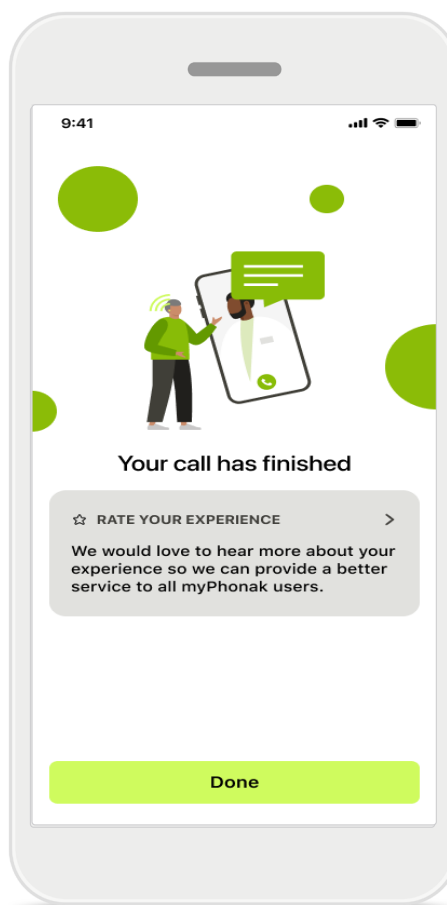 9:41
Your call has finished
RATE YOUR EXPERIENCE
We would love to hear more about your
experience so we can provide a better
service to all myPhonak users.
Done